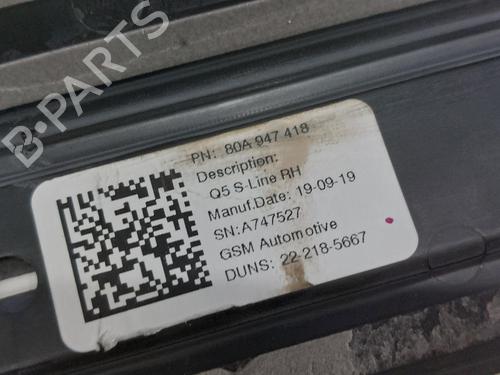 B-PARTS
PN: 80A 947 418
Description:
Q5 S-Line RH
Manuf.Date: 19-09-19
SN:A747527
GSM Automotive
DUNS: 22-218-5667
B-PARTS